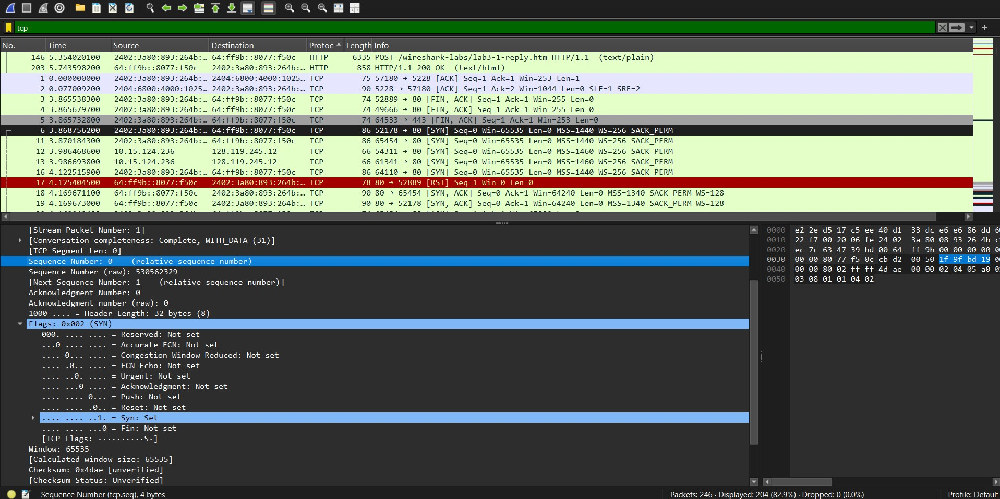 tcp
No. Time Source Destination Protoc Length Info
146 5.354020100 2402:3a80:893:264b:… 64:ff9b::8077:f50c HTTP 6335 POST /wireshark-labs/lab3-1-reply.htm HTTP/1.1 (text/plain)
203 5.743598200 64:ff9b::8077:f50c 2402:3a80:893:264b:… HTTP 858 HTTP/1.1 200 OK (text/html)
1 0.000000000 2402:3a80:893:264b:… 2404:6800:4000:1025… TCP 75 57180 → 5228 [ACK] Seq=1 Ack=1 Win=253 Len=1
2 0.077009200 2404:6800:4000:1025… 2402:3a80:893:264b:… TCP 90 5228 → 57180 [ACK] Seq=1 Ack=2 Win=1044 Len=0 SLE=1 SRE=2
3 3.865538300 2402:3a80:893:264b:… 64:ff9b::8077:f50c TCP 74 52889 → 80 [FIN, ACK] Seq=1 Ack=1 Win=255 Len=0
4 3.865679700 2402:3a80:893:264b:… 64:ff9b::8077:f50c TCP 74 49666 → 80 [FIN, ACK] Seq=1 Ack=1 Win=255 Len=0
5 3.865732800 2402:3a80:893:264b:… 64:ff9b::8077:f50c TCP 74 64533 → 443 [FIN, ACK] Seq=1 Ack=1 Win=253 Len=0
6 3.868756200 2402:3a80:893:264b:… 64:ff9b::8077:f50c TCP 86 52178 → 80 [SYN] Seq=0 Win=65535 Len=0 MSS=1440 WS=256 SACK_PERM
11 3.870184300 2402:3a80:893:264b:… 64:ff9b::8077:f50c TCP 86 65454 → 80 [SYN] Seq=0 Win=65535 Len=0 MSS=1440 WS=256 SACK_PERM
12 3.986468600 10.15.124.236 128.119.245.12 TCP 66 54311 → 80 [SYN] Seq=0 Win=65535 Len=0 MSS=1460 WS=256 SACK_PERM
13 3.986693800 10.15.124.236 128.119.245.12 TCP 66 61341 → 80 [SYN] Seq=0 Win=65535 Len=0 MSS=1460 WS=256 SACK_PERM
16 4.122515900 2402:3a80:893:264b:… 64:ff9b::8077:f50c TCP 86 64110 → 80 [SYN] Seq=0 Win=65535 Len=0 MSS=1440 WS=256 SACK_PERM
17 4.125404500 64:ff9b::8077:f50c 2402:3a80:893:264b:… TCP 78 80 → 52889 [RST] Seq=1 Win=0 Len=0
18 4.169671100 64:ff9b::8077:f50c 2402:3a80:893:264b:… TCP 90 80 → 65454 [SYN, ACK] Seq=0 Ack=1 Win=64240 Len=0 MSS=1340 SACK_PERM WS=128
19 4.169673000 64:ff9b::8077:f50c 2402:3a80:893:264b:… TCP 90 80 → 52178 [SYN, ACK] Seq=0 Ack=1 Win=64240 Len=0 MSS=1340 SACK_PERM WS=128
[Stream Packet Number: 1]
[Conversation completeness: Complete, WITH_DATA (31)]
[TCP Segment Len: 0]
Sequence Number: 0 (relative sequence number)
Sequence Number (raw): 530562329
[Next Sequence Number: 1 (relative sequence number)]
Acknowledgment Number: 0
Acknowledgment number (raw): 0
1000 .... = Header Length: 32 bytes (8)
Flags: 0x002 (SYN)
000. .... .... = Reserved: Not set
...0 .... .... = Accurate ECN: Not set
.... 0... .... = Congestion Window Reduced: Not set
.... .0.. .... = ECN-Echo: Not set
.... ..0. .... = Urgent: Not set
.... ...0 .... = Acknowledgment: Not set
.... .... 0... = Push: Not set
.... .... .0.. = Reset: Not set
.... .... ..1. = Syn: Set
.... .... ...0 = Fin: Not set
[TCP Flags: ··········S·]
Window: 65535
[Calculated window size: 65535]
Checksum: 0x4dae [unverified]
[Checksum Status: Unverified]
0000 e2 2e d5 17 c5 ee 40 d1 33 dc e6 e6 86 dd 6
0010 22 f7 00 20 06 fe 24 02 3a 80 08 93 26 4b c
0020 ec 7c 63 47 39 bd 00 64 ff 9b 00 00 00 00 0
0030 00 00 80 77 f5 0c cb d2 00 50 1f 9f bd 19 0
0040 00 00 80 02 ff ff 4d ae 00 00 02 04 05 a0 0
0050 03 08 01 01 04 02
Sequence Number (tcp.seq), 4 bytes
Packets: 246 · Displayed: 204 (82.9%) · Dropped: 0 (0.0%)
Profile: Default